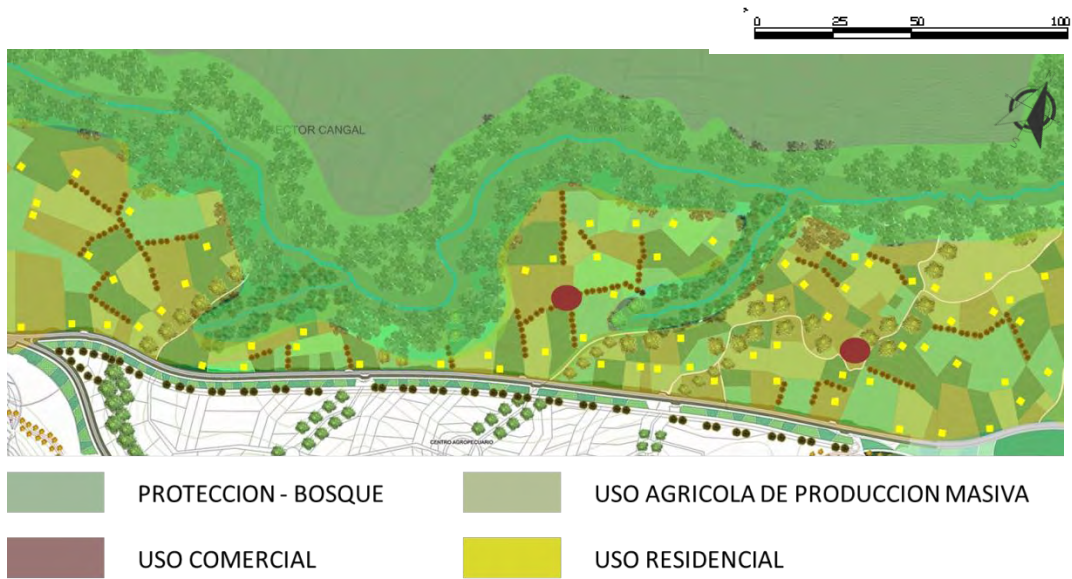 0 25 50 100
SECTOR CANGAL
CENTRO AGROPECUARIO
PROTECCION - BOSQUE
USO AGRICOLA DE PRODUCCION MASIVA
USO COMERCIAL
USO RESIDENCIAL